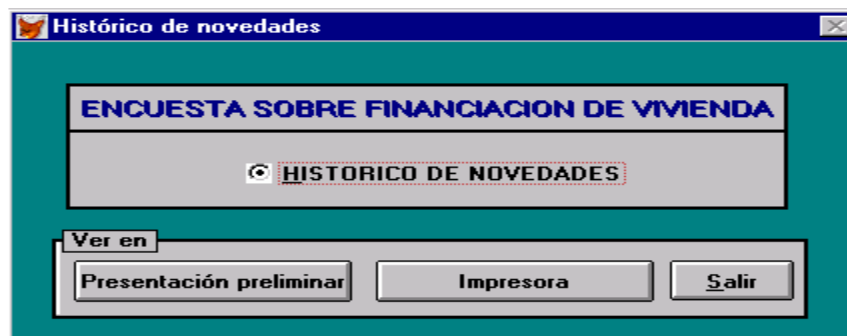 Histórico de novedades
ENCUESTA SOBRE FINANCIACION DE VIVIENDA
HISTORICO DE NOVEDADES
Ver en
Presentación preliminar Impresora Salir